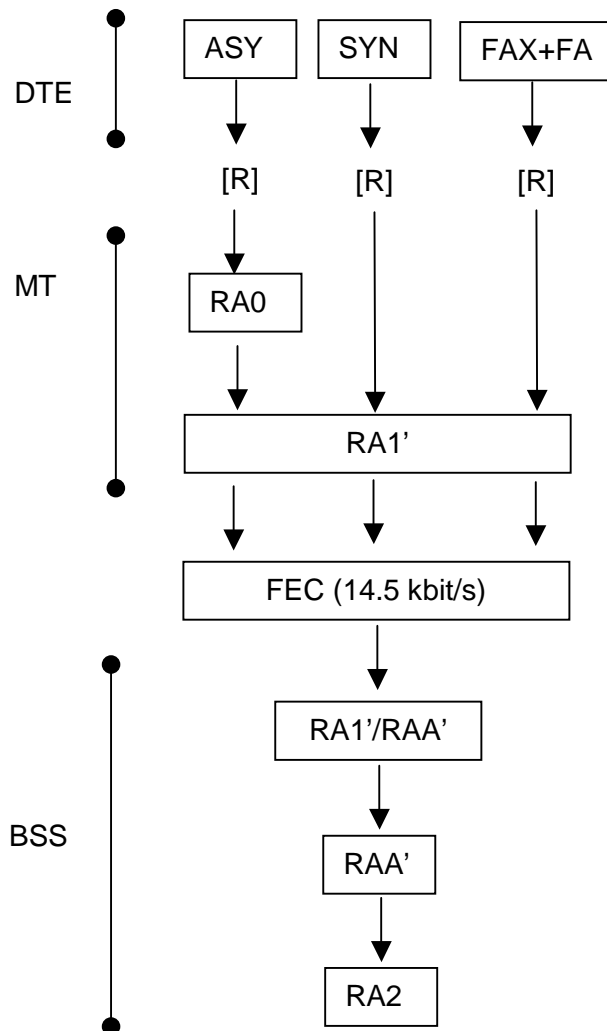 DTE
ASY
SYN
FAX+FA
[R]
[R]
[R]
MT
RA0
RA1’
FEC (14.5 kbit/s)
RA1’/RAA’
BSS
RAA’
RA2